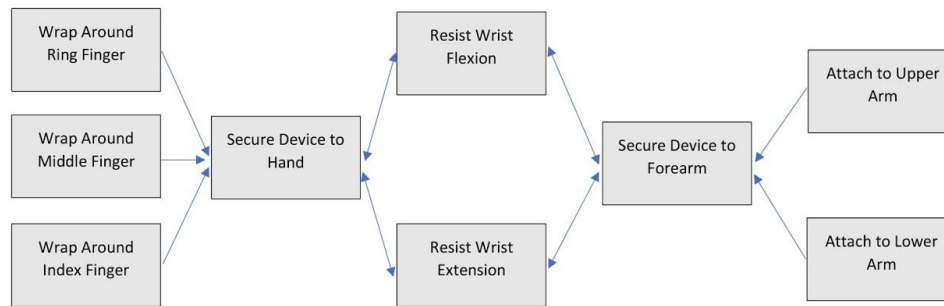 Wrap Around
Ring Finger
Wrap Around
Middle Finger
Wrap Around
Index Finger
Secure Device to
Hand
Resist Wrist
Flexion
Resist Wrist
Extension
Secure Device to
Forearm
Attach to Upper
Arm
Attach to Lower
Arm